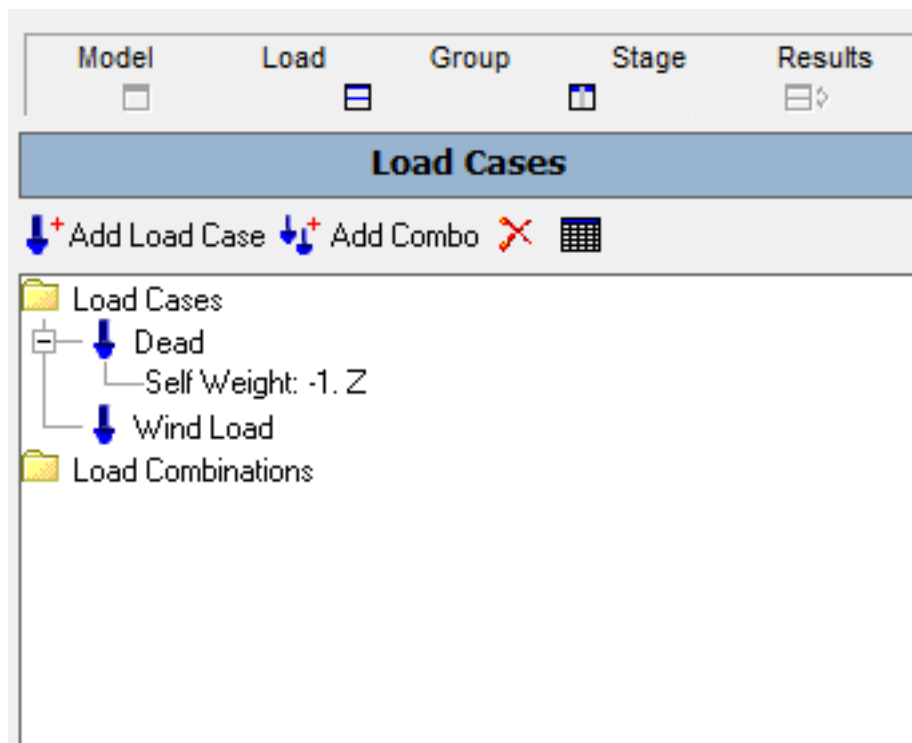 Model Load Group Stage Results
Load Cases
Add Load Case Add Combo
Load Cases
Dead
Self Weight: -1. Z
Wind Load
Load Combinations